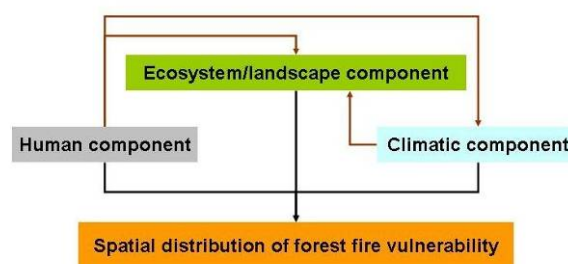 Ecosystem/landscape component
Human component
Climatic component
Spatial distribution of forest fire vulnerability